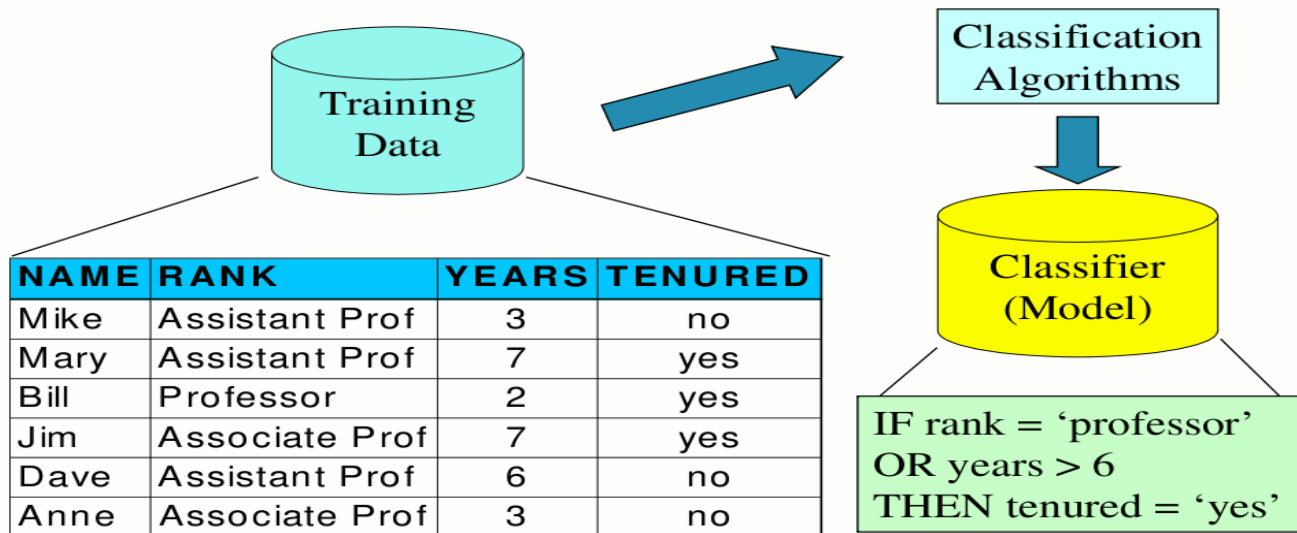 Training
Data
Classification
Algorithms
Classifier
(Model)
NAME RANK YEARS TENURED
Mike Assistant Prof 3 no
Mary Assistant Prof 7 yes
Bill Professor 2 yes
Jim Associate Prof 7 yes
Dave Assistant Prof 6 no
Anne Associate Prof 3 no
IF rank = ‘professor’
OR years > 6
THEN tenured = ‘yes’